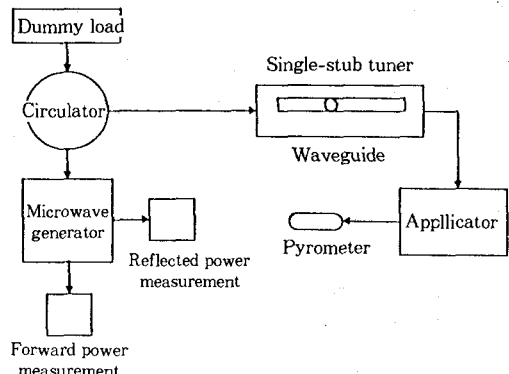 Dummy load
Circulator
Single-stub tuner
Waveguide
Microwave
generator
Reflected power
measurement
Pyrometer
Appllicator
Forward power
measurement